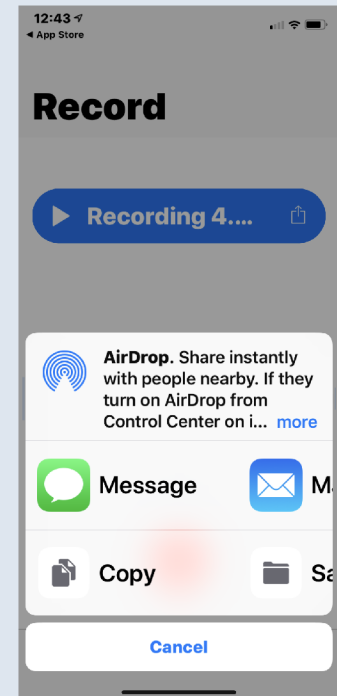 12:43
◀ App Store
Record
Recording 4....
AirDrop. Share instantly
with people nearby. If they
turn on AirDrop from
Control Center on i... more
Message
Copy
Cancel